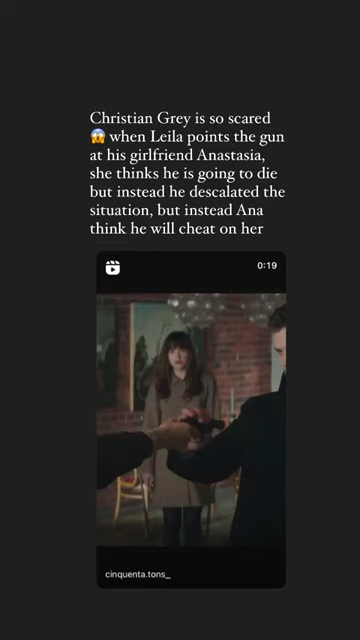 Christian Grey is so scared
😱 when Leila points the gun
at his girlfriend Anastasia,
she thinks he is going to die
but instead he descalated the
situation, but instead Ana
think he will cheat on her
0:19
cinquenta.tons_